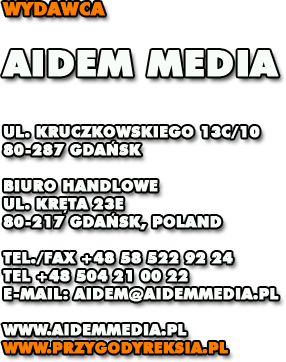 WYDAWCA
AIDEM MEDIA
UL. KRUCZKOWSKIEGO 13C/10
80-287 GDAŃSK
BIURO HANDLOWE
UL. KRĘTA 23E
80-217 GDAŃSK, POLAND
TEL./FAX +48 58 522 92 24
TEL +48 504 21 00 22
E-MAIL: AIDEM@AIDEMMEDIA.PL
WWW.AIDEMMEDIA.PL
WWW.PRZYGODYREKSIA.PL